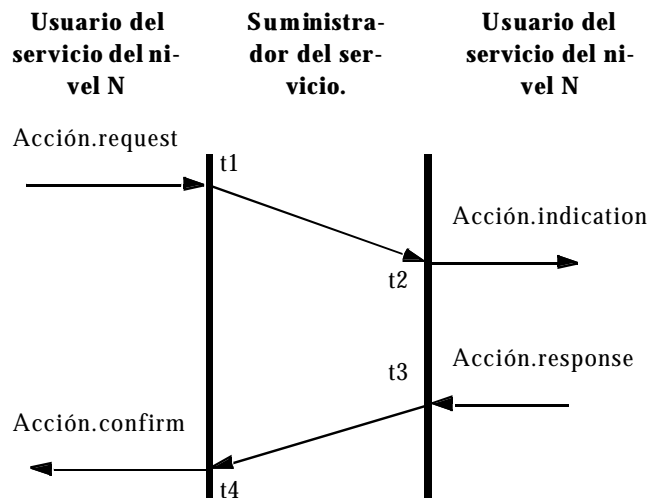 Usuario del
servicio del ni-
vel N
Suministra-
dor del ser-
vicio.
Usuario del
servicio del ni-
vel N
Acción.request
t1
Acción.indication
t2
Acción.response
t3
Acción.confirm
t4